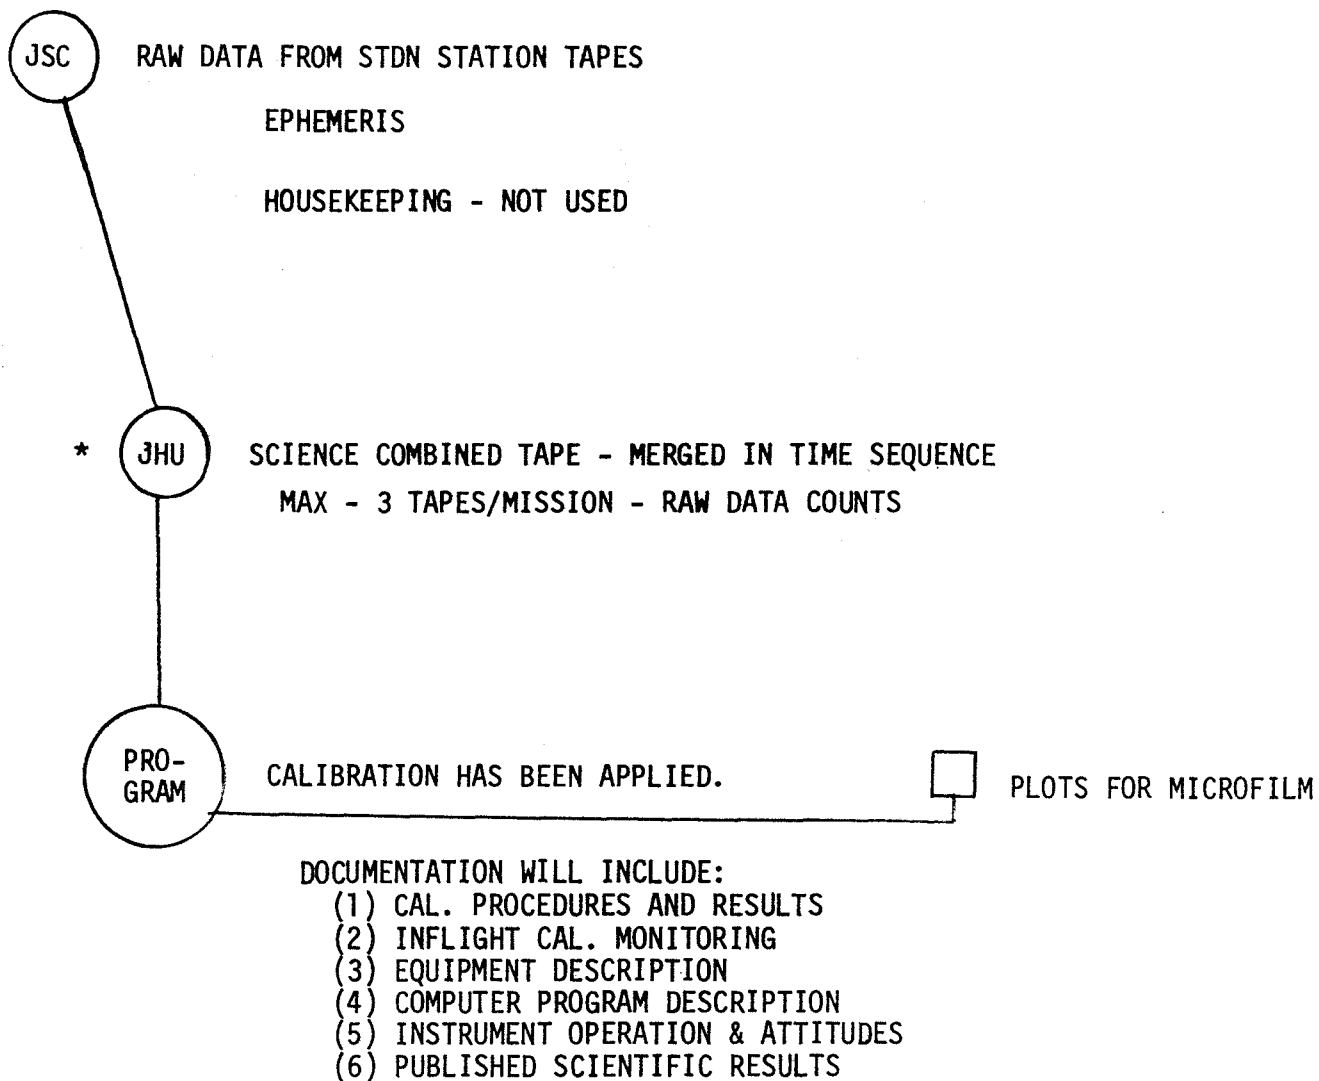 JSC RAW DATA FROM STDN STATION TAPES
EPHEMERIS
HOUSEKEEPING - NOT USED
* JHU SCIENCE COMBINED TAPE - MERGED IN TIME SEQUENCE
MAX - 3 TAPES/MISSION - RAW DATA COUNTS
PRO-
GRAM
CALIBRATION HAS BEEN APPLIED.
PLOTS FOR MICROFILM
DOCUMENTATION WILL INCLUDE:
(1) CAL. PROCEDURES AND RESULTS
(2) INFLIGHT CAL. MONITORING
(3) EQUIPMENT DESCRIPTION
(4) COMPUTER PROGRAM DESCRIPTION
(5) INSTRUMENT OPERATION & ATTITUDES
(6) PUBLISHED SCIENTIFIC RESULTS